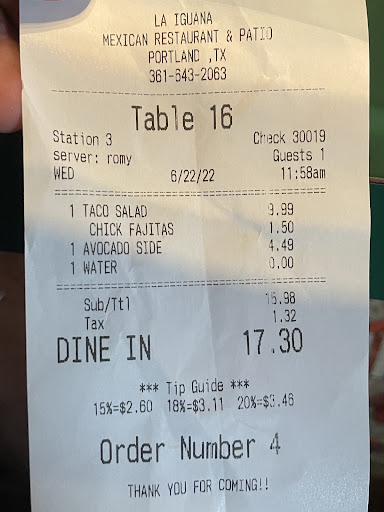 LA IGUANA
MEXICAN RESTAURANT & PATIO
PORTLAND ,TX
361-643-2063
Table 16
Station 3 Check 30019
server: romy Guests 1
WED 6/22/22 11:58am
1 TACO SALAD 9.99
CHICK FAJITAS 1.50
1 AVOCADO SIDE 4.49
1 WATER 0.00
Sub/Ttl 15.98
Tax 1.32
DINE IN 17.30
*** Tip Guide ***
15%=$2.60 18%=$3.11 20%=$3.46
Order Number 4
THANK YOU FOR COMING!!